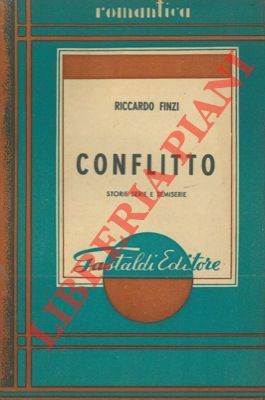 romantica
RICCARDO FINZI
CONFLITTO
STORIE SERIE E SEMISERIE
Gastaldi Editore
LIBRERIA PIANI